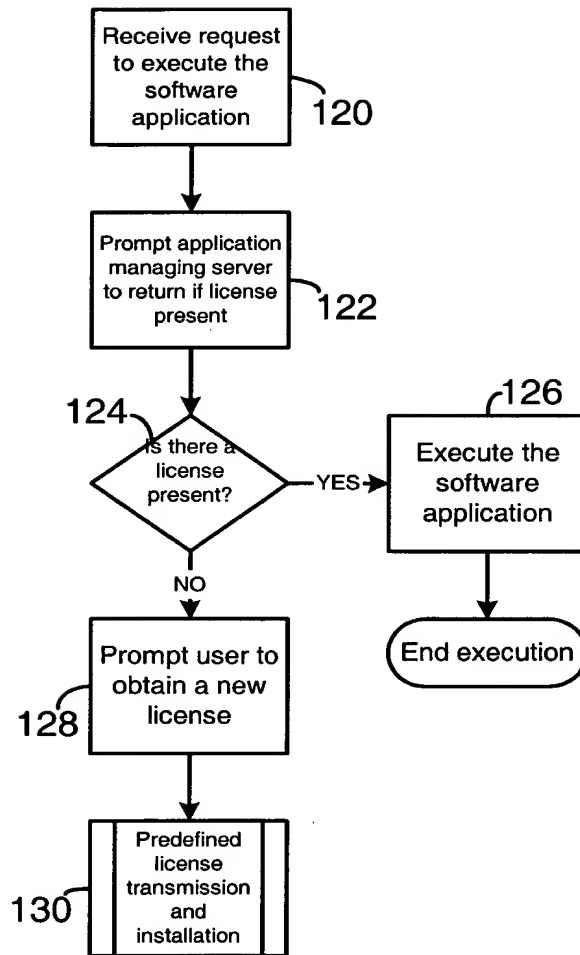 Receive request
to execute the
software
application
120
Prompt application
managing server
to return if license
present
122
124
Is there a
license
present?
YES
126
Execute the
software
application
End execution
NO
Prompt user to
obtain a new
license
128
Predefined
license
transmission
and
installation
130